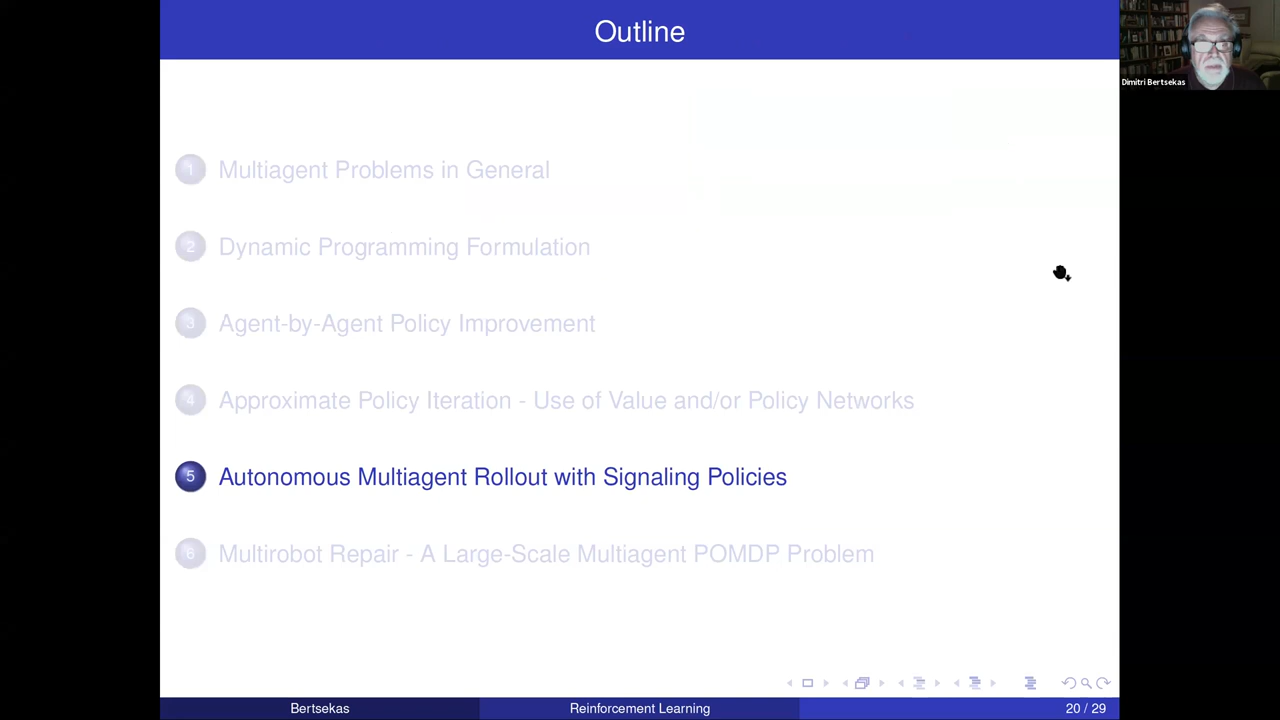 Outline
Dimitri Bertsekas
1 Multiagent Problems in General
2 Dynamic Programming Formulation
3 Agent-by-Agent Policy Improvement
4 Approximate Policy Iteration - Use of Value and/or Policy Networks
5 Autonomous Multiagent Rollout with Signaling Policies
6 Multirobot Repair - A Large-Scale Multiagent POMDP Problem
Bertsekas Reinforcement Learning 20 / 29